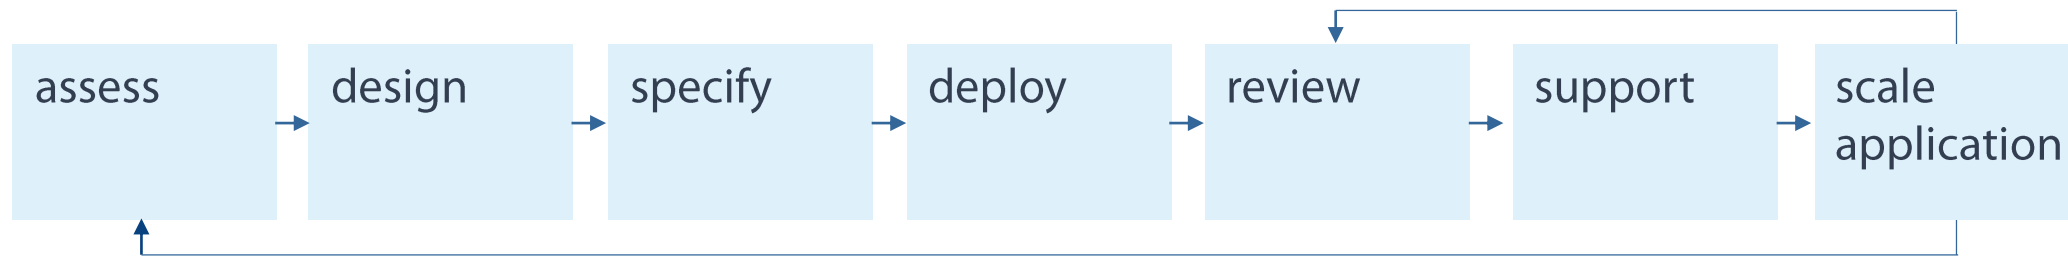 assess
design
specify
deploy
review
support
scale
application